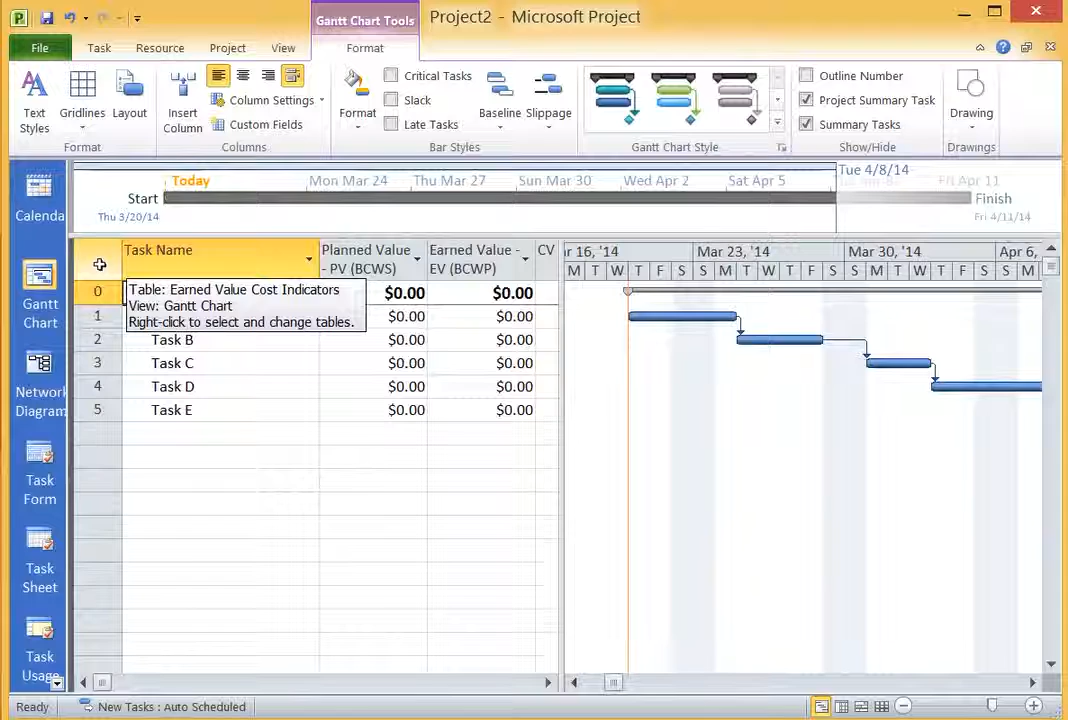 Project2 - Microsoft Project
Gantt Chart Tools
File Task Resource Project View Format
Text Styles
Gridlines
Layout
Format
Insert Column
Column Settings
Custom Fields
Columns
Format
Critical Tasks
Slack
Late Tasks
Baseline
Slippage
Bar Styles
Gantt Chart Style
Outline Number
Project Summary Task
Summary Tasks
Show/Hide
Drawing
Drawings
Tue 4/8/14
Today Mon Mar 24 Thu Mar 27 Sun Mar 30 Wed Apr 2 Sat Apr 5 Fri Apr 11
Start
Thu 3/20/14
Finish
Fri 4/11/14
Calenda
Gantt Chart
Network Diagram
Task Form
Task Sheet
Task Usage
Task Name
Planned Value - PV (BCWS)
Earned Value - EV (BCWP)
CV
r 16, '14 Mar 23, '14 Mar 30, '14 Apr 6,
M T W T F S S M T W T F S S M T W T F S S M
Table: Earned Value Cost Indicators
View: Gantt Chart
Right-click to select and change tables.
0 $0.00 $0.00
1 $0.00 $0.00
2 Task B $0.00 $0.00
3 Task C $0.00 $0.00
4 Task D $0.00 $0.00
5 Task E $0.00 $0.00
Ready New Tasks : Auto Scheduled